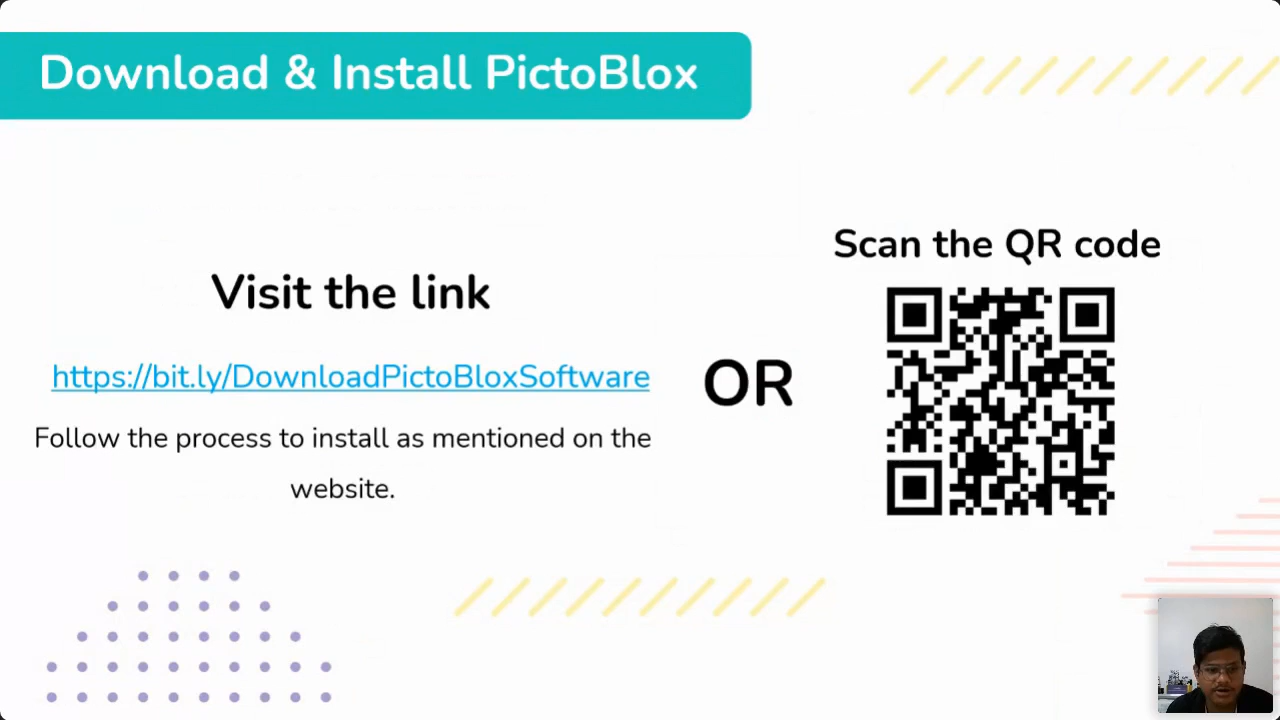 Download & Install PictoBlox
Visit the link
https://bit.ly/DownloadPictoBloxSoftware
Follow the process to install as mentioned on the
website.
OR
Scan the QR code